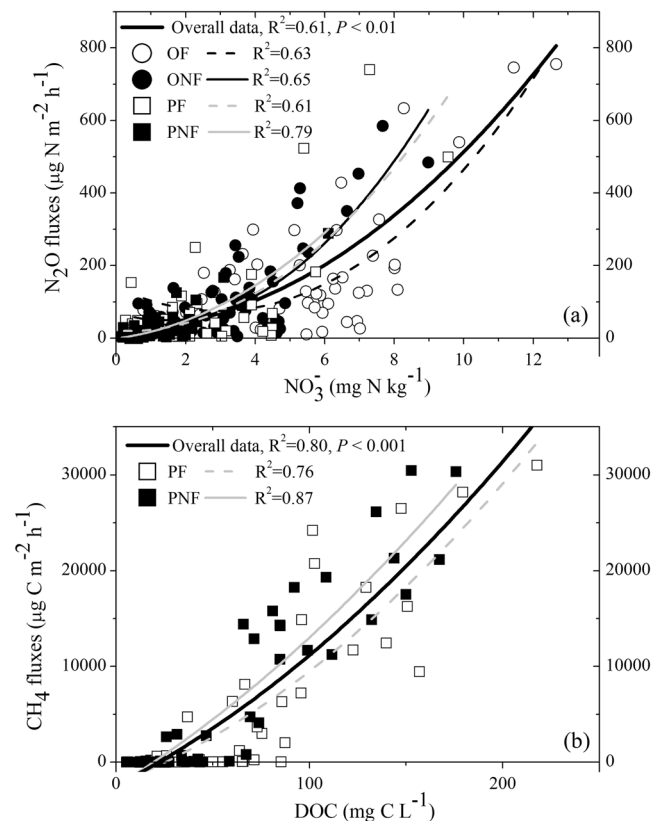 Overall data, R²=0.61, P < 0.01
OF R²=0.63
ONF R²=0.65
PF R²=0.61
PNF R²=0.79
800 800
600 600
400 400
200 200
0 0
0 2 4 6 8 10 12
N₂O fluxes (μg N m⁻² h⁻¹)
(a)
NO₃⁻ (mg N kg⁻¹)
Overall data, R²=0.80, P < 0.001
PF R²=0.76
PNF R²=0.87
30000 30000
20000 20000
10000 10000
0 0
0 100 200
CH₄ fluxes (μg C m⁻² h⁻¹)
(b)
DOC (mg C L⁻¹)